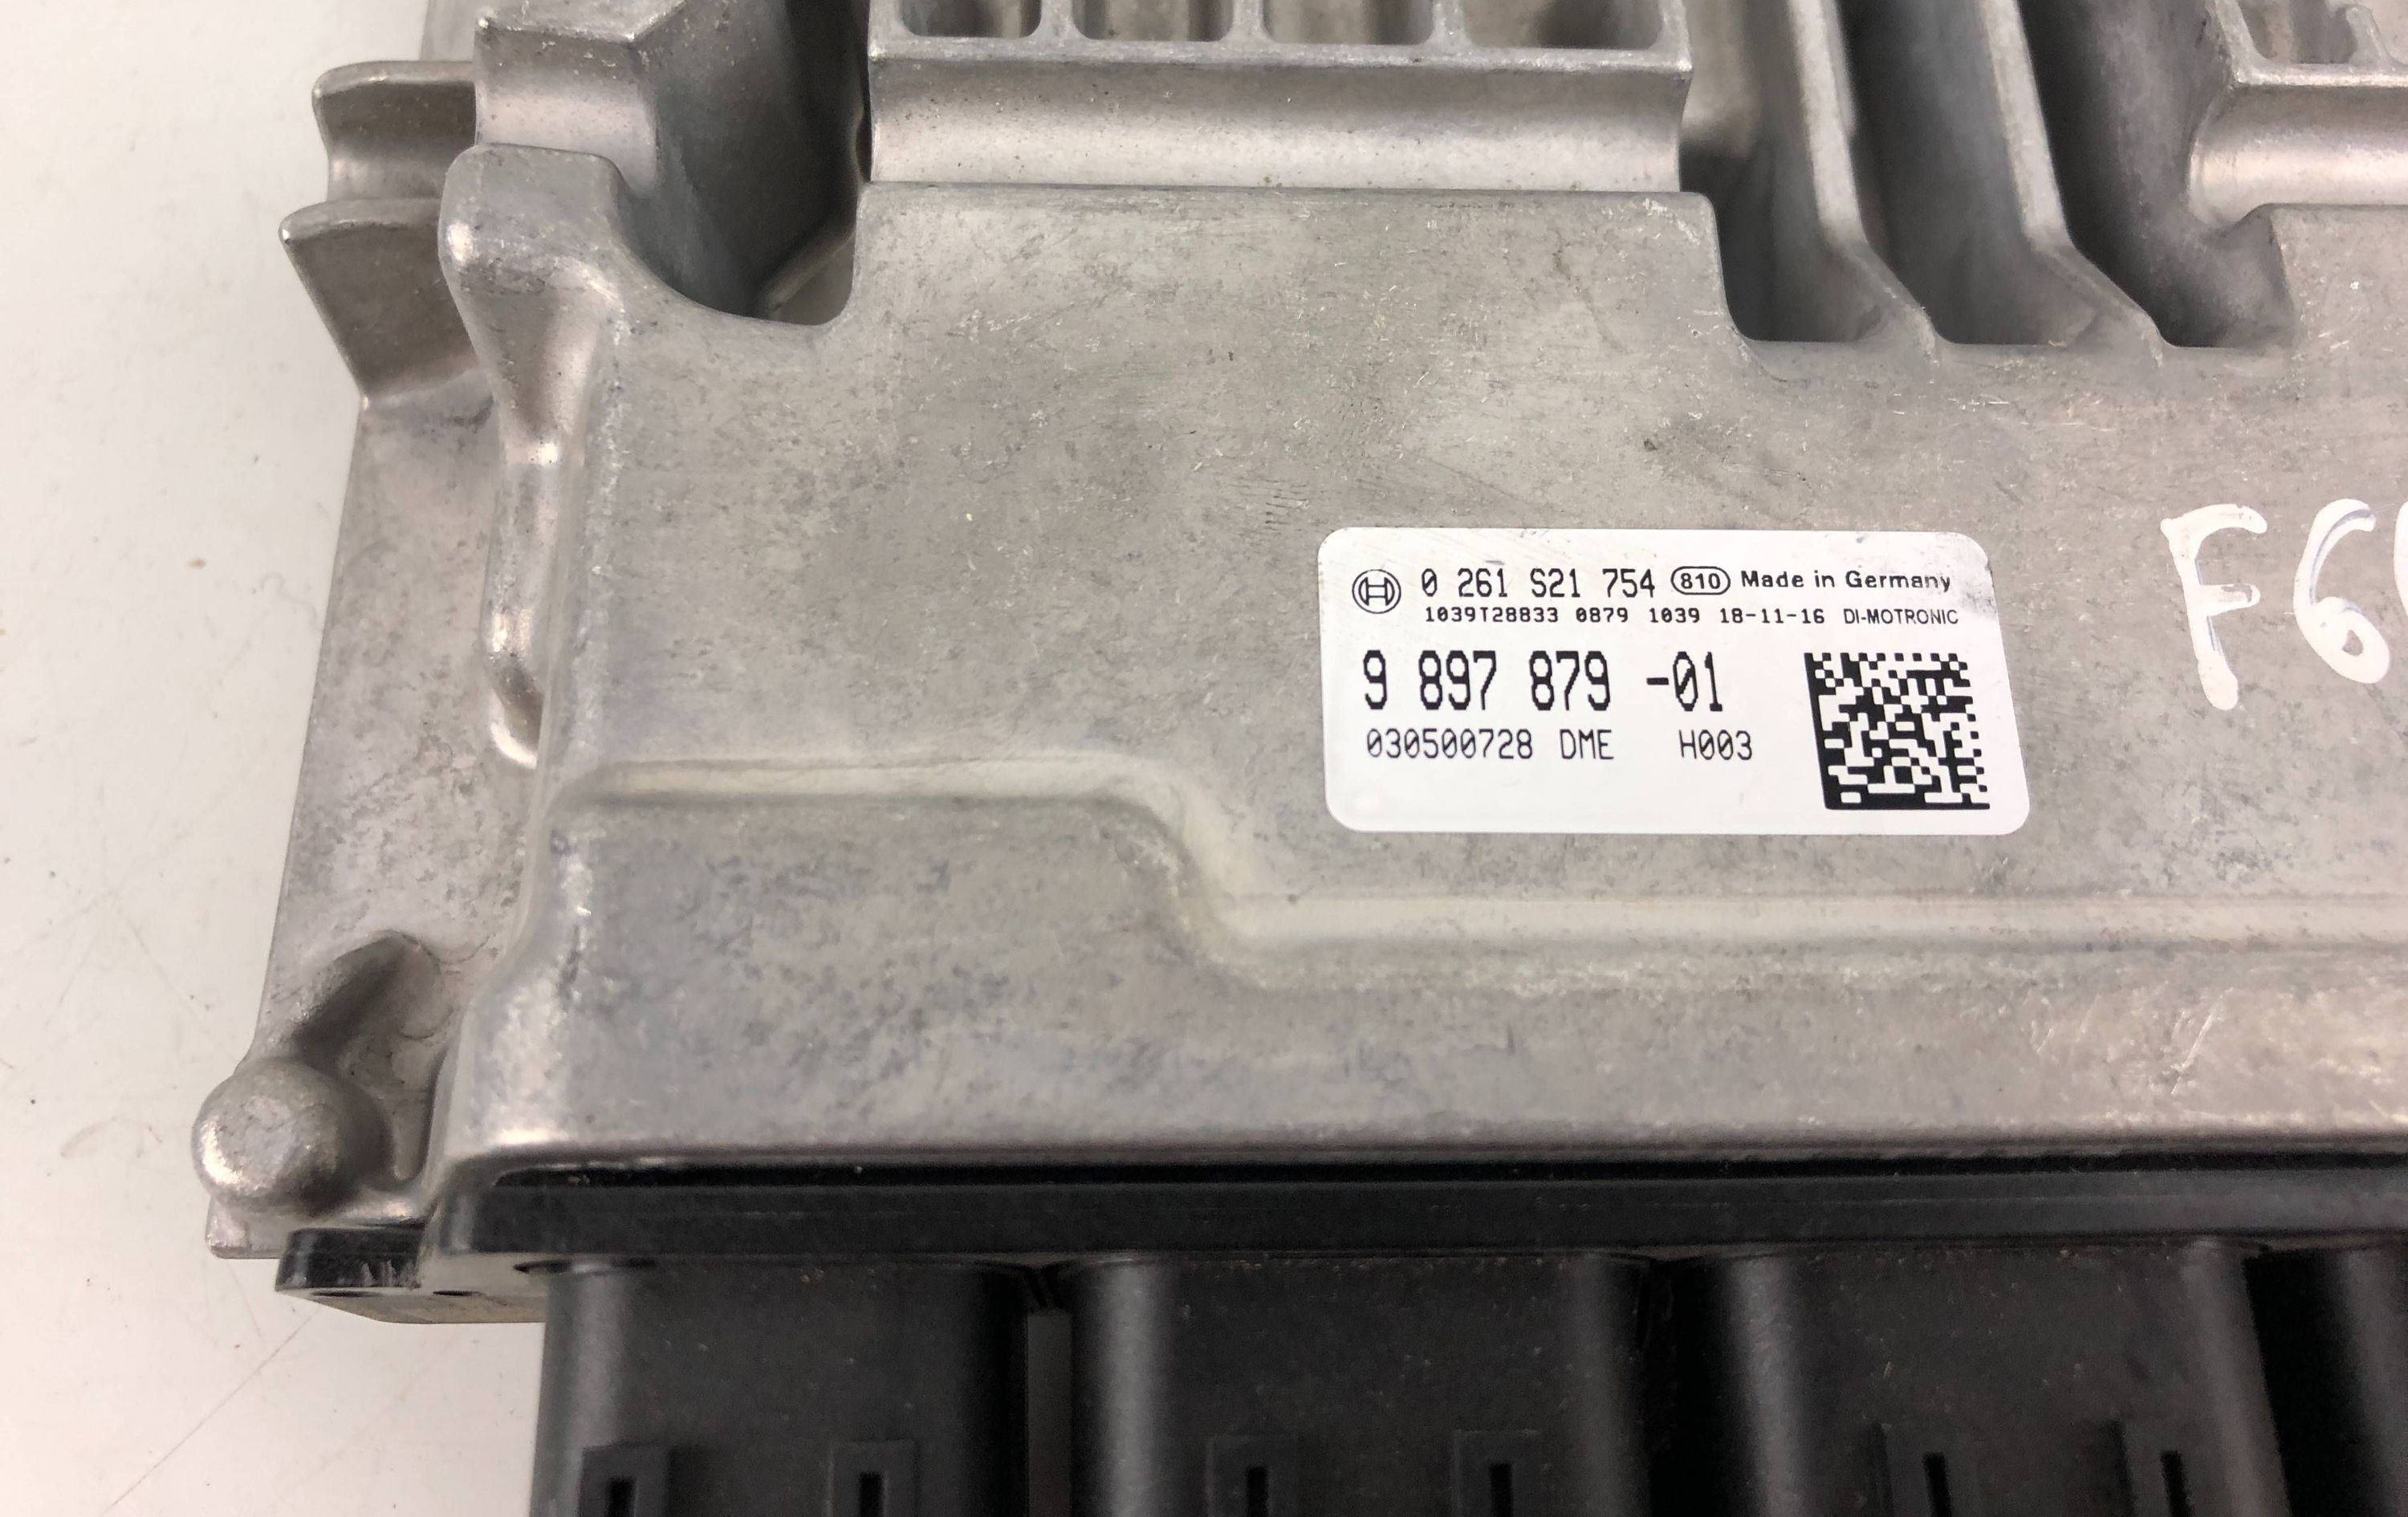 0 261 S21 754 810 Made in Germany
1039T28833 0879 1039 18-11-16 DI-MOTRONIC
9 897 879 -01
030500728 DME H003
F6